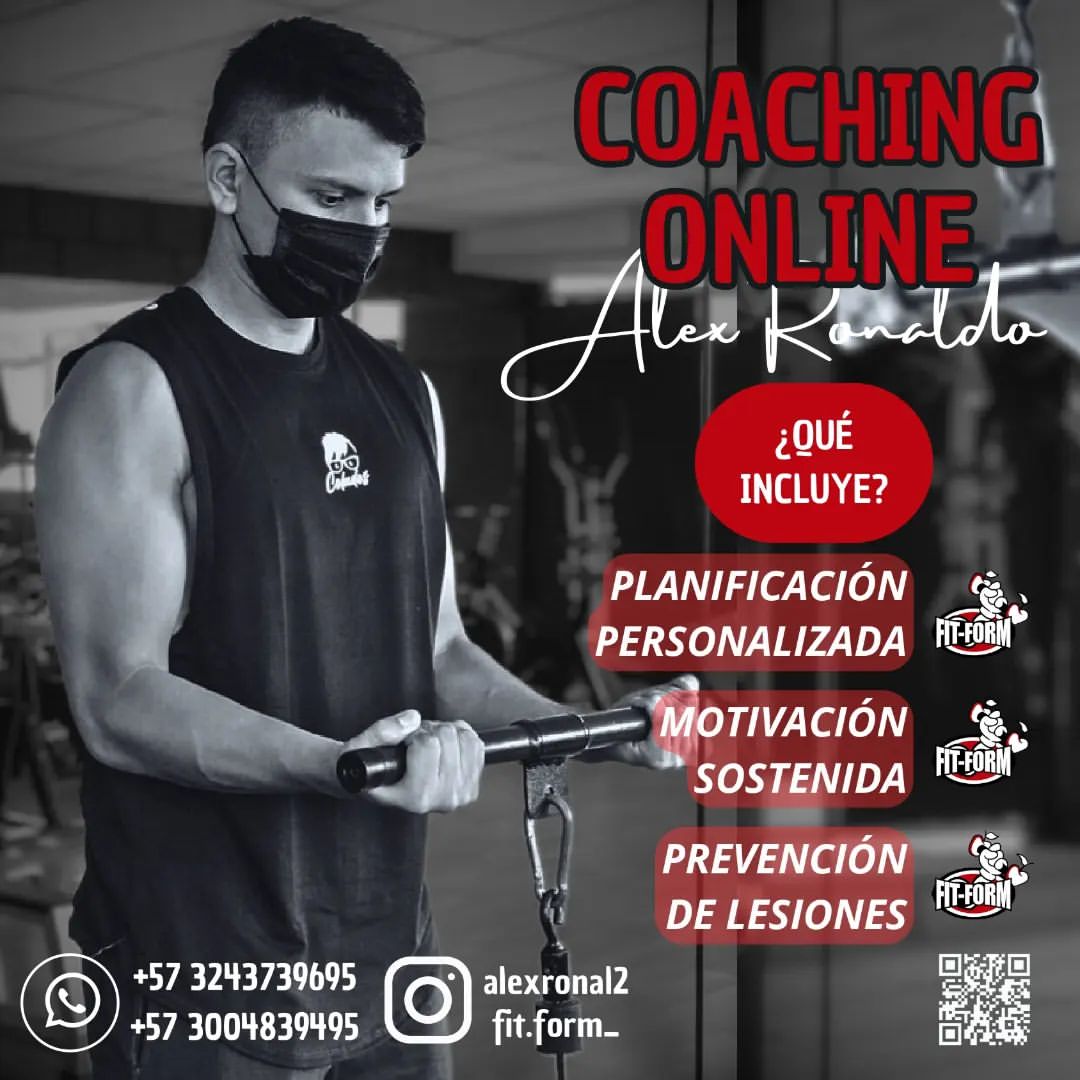 COACHING
ONLINE
Alex Ronaldo
¿QUÉ
INCLUYE?
PLANIFICACIÓN
PERSONALIZADA
FIT-FORM
MOTIVACIÓN
SOSTENIDA
FIT-FORM
PREVENCIÓN
DE LESIONES
FIT-FORM
+57 3243739695
+57 3004839495
alexronal2
fit.form_